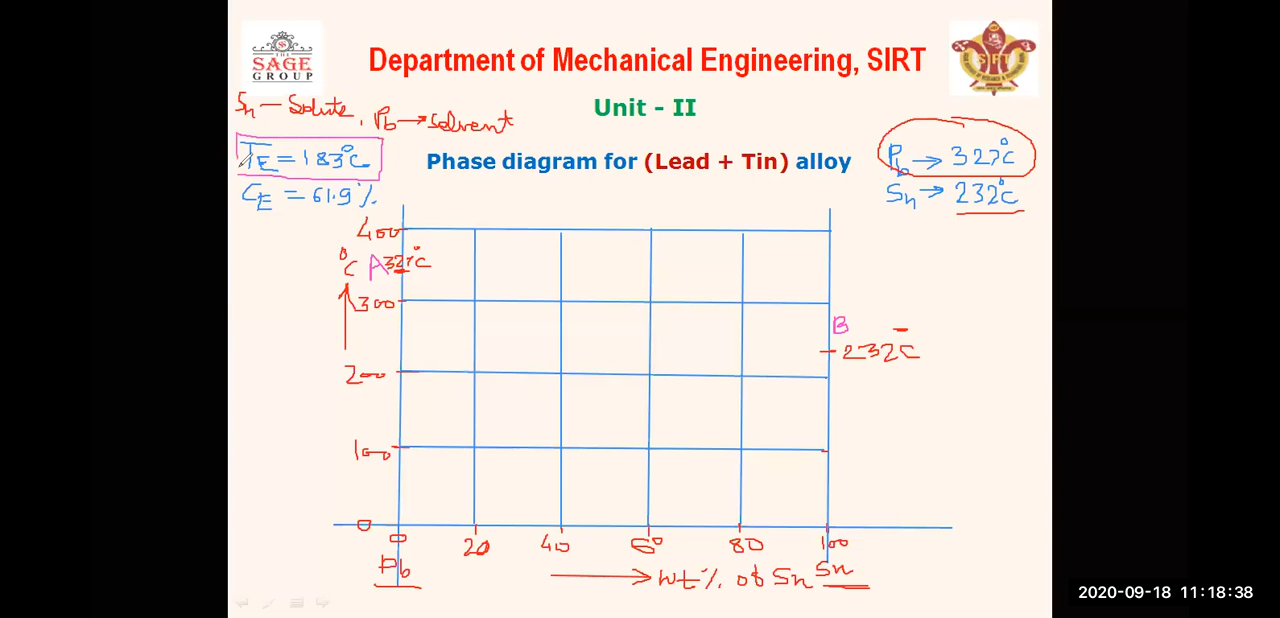 THE
SAGE
GROUP
Department of Mechanical Engineering, SIRT
SIRT
Unit - II
Sn - Solute, Pb → Solvent
TE = 183°C
CE = 61.9 %
Phase diagram for (Lead + Tin) alloy
Pb → 327°C
Sn → 232°C
400
°C A 327°C
300
B
232°C
200
100
0
0 20 40 60 80 100
Pb
→ wt % of Sn Sn
2020-09-18 11:18:38